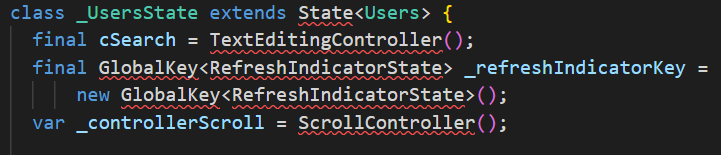 class _UsersState extends State<Users> {
final cSearch = TextEditingController();
final GlobalKey<RefreshIndicatorState> _refreshIndicatorKey =
new GlobalKey<RefreshIndicatorState>();
var _controllerScroll = ScrollController();